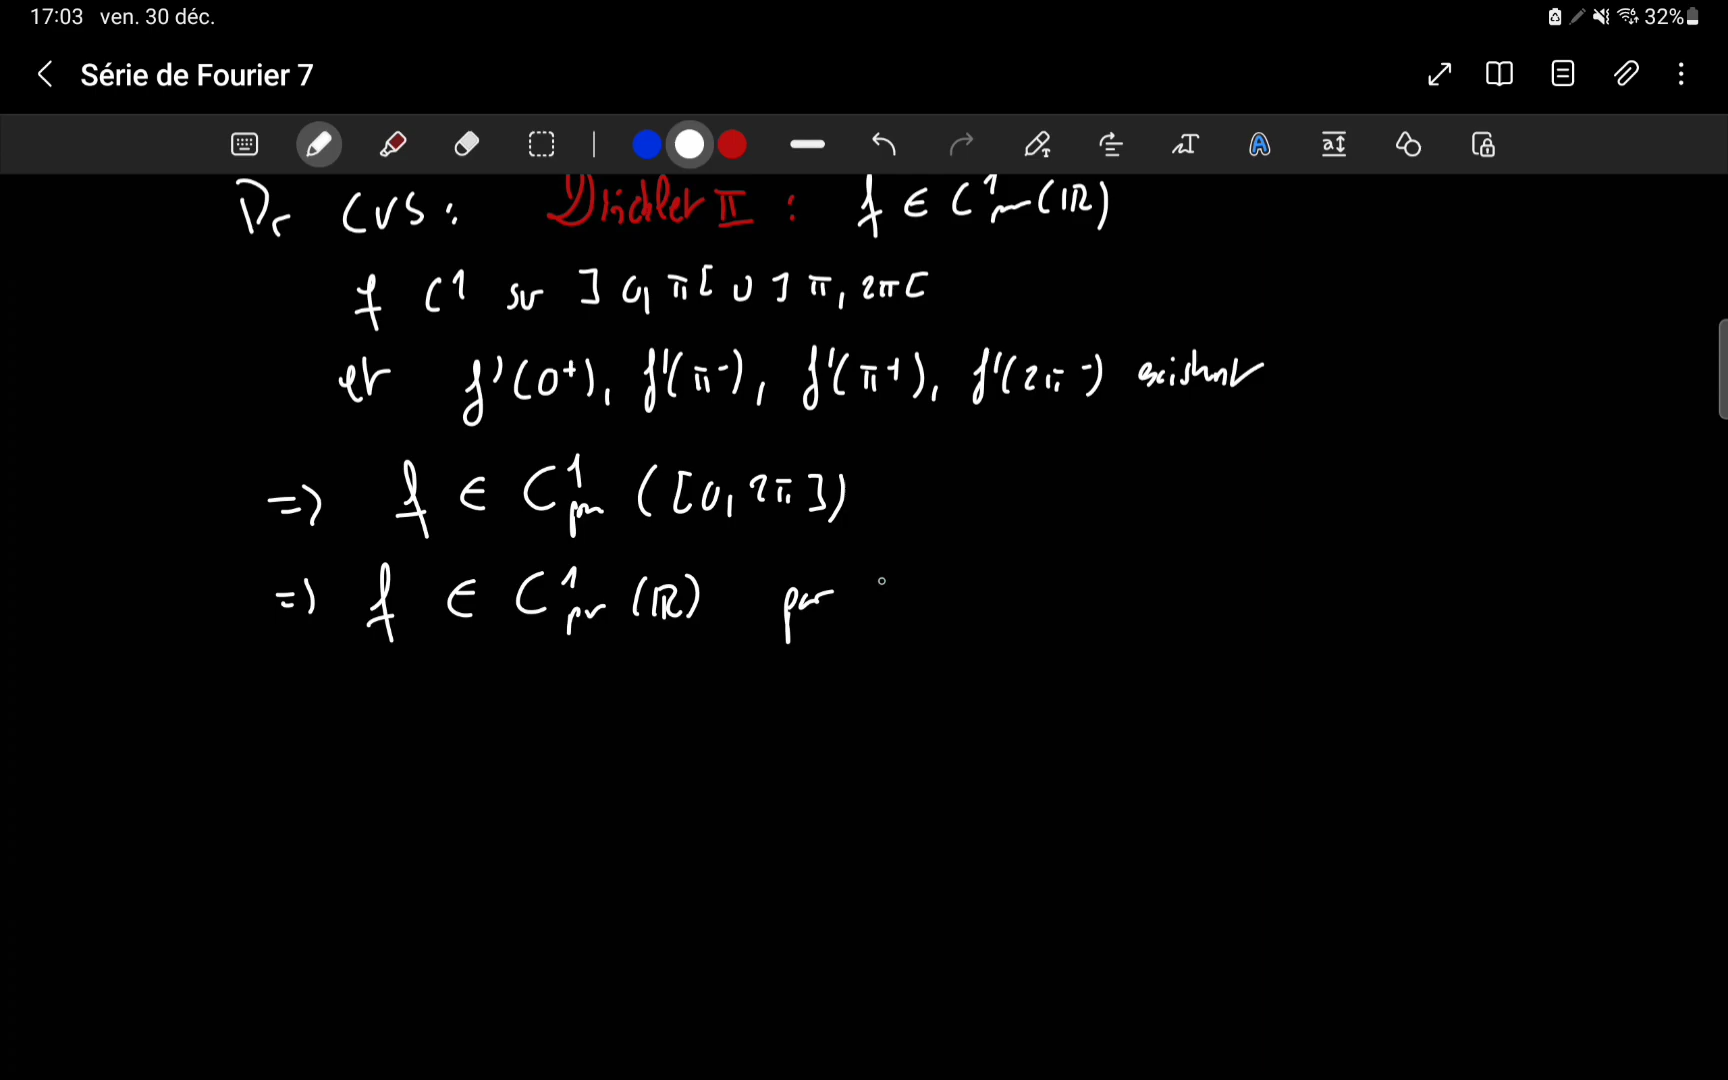 17:03 ven. 30 déc.
32%
Série de Fourier 7
Pr CVS : Dirichlet II : f ∈ C¹pm (ℝ)
f C¹ sur ]0, π[ ∪ ]π, 2π[
et f'(0⁺), f'(π⁻), f'(π⁺), f'(2π⁻) existent
=> f ∈ C¹pm ([0, 2π])
=> f ∈ C¹pm (ℝ) par